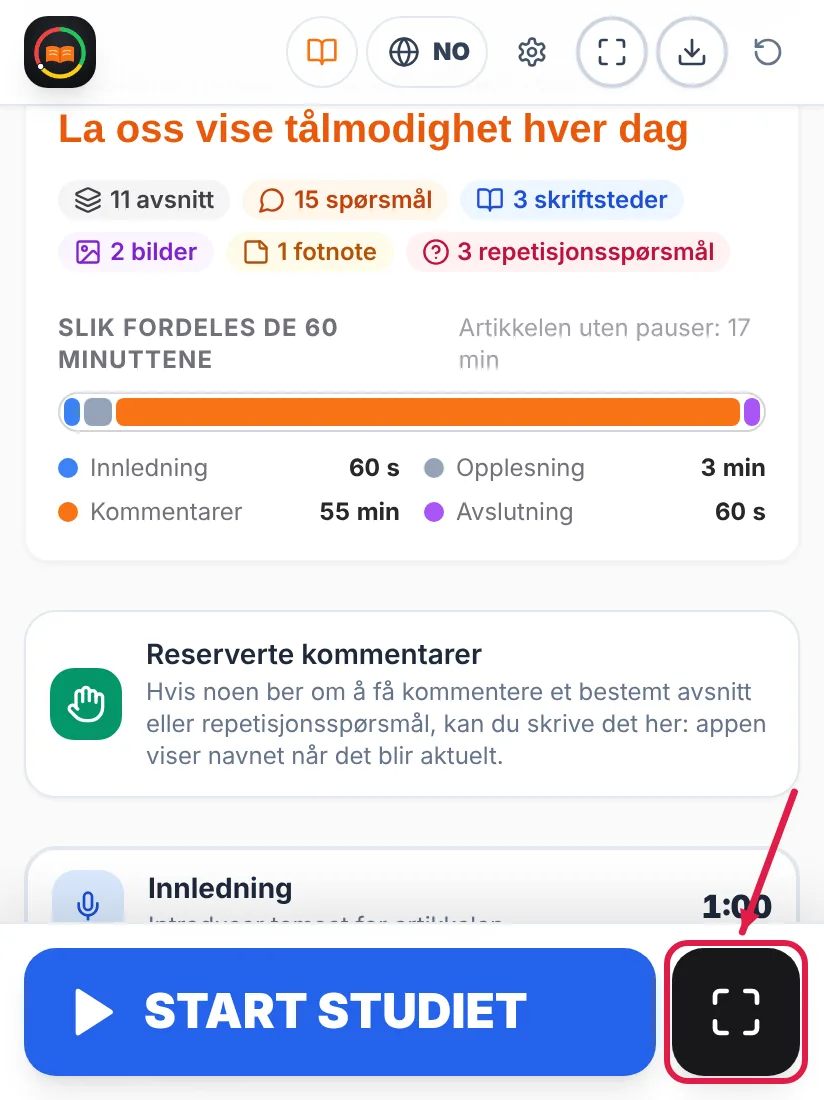 NO
La oss vise tålmodighet hver dag
11 avsnitt
15 spørsmål
3 skriftsteder
2 bilder
1 fotnote
3 repetisjonsspørsmål
SLIK FORDELES DE 60
MINUTTENE
Artikkelen uten pauser: 17
min
Innledning 60 s
Opplesning 3 min
Kommentarer 55 min
Avslutning 60 s
Reserverte kommentarer
Hvis noen ber om å få kommentere et bestemt avsnitt
eller repetisjonsspørsmål, kan du skrive det her: appen
viser navnet når det blir aktuelt.
Innledning
1:00
START STUDIET